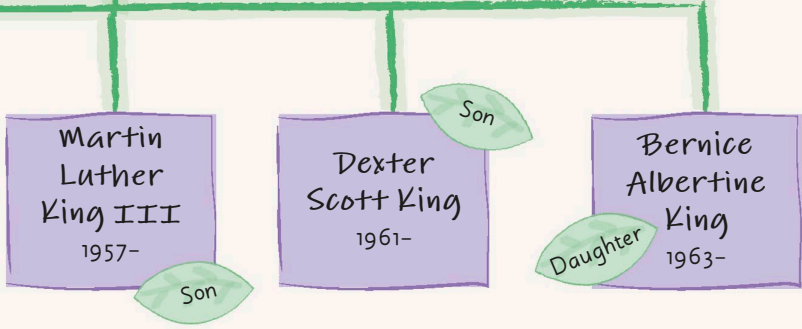 Martin
Luther
King III
1957–
Son
Dexter
Scott King
1961–
Son
Bernice
Albertine
King
1963–
Daughter